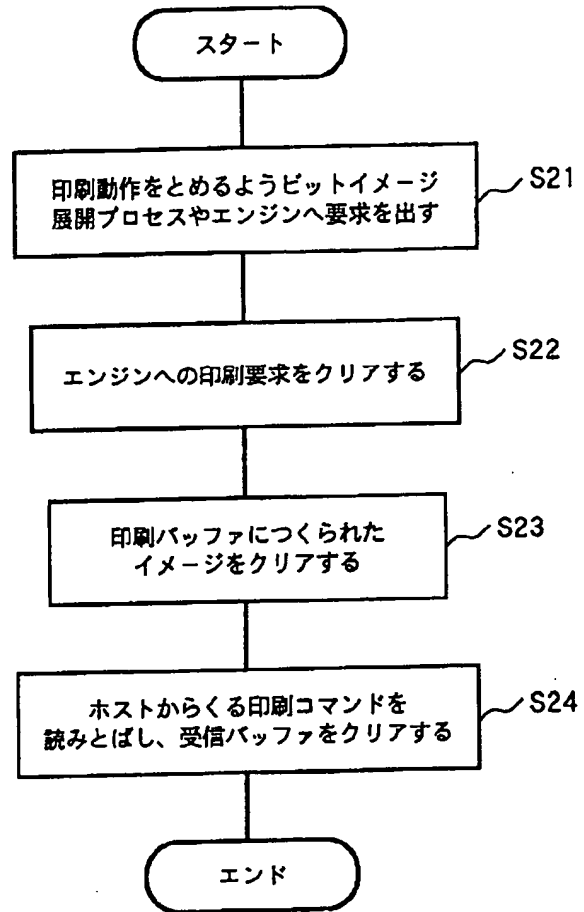 スタート
印刷動作をとめるようビットイメージ
展開プロセスやエンジンへ要求を出す
S21
エンジンへの印刷要求をクリアする
S22
印刷バッファにつくられた
イメージをクリアする
S23
ホストからくる印刷コマンドを
読みとばし、受信バッファをクリアする
S24
エンド